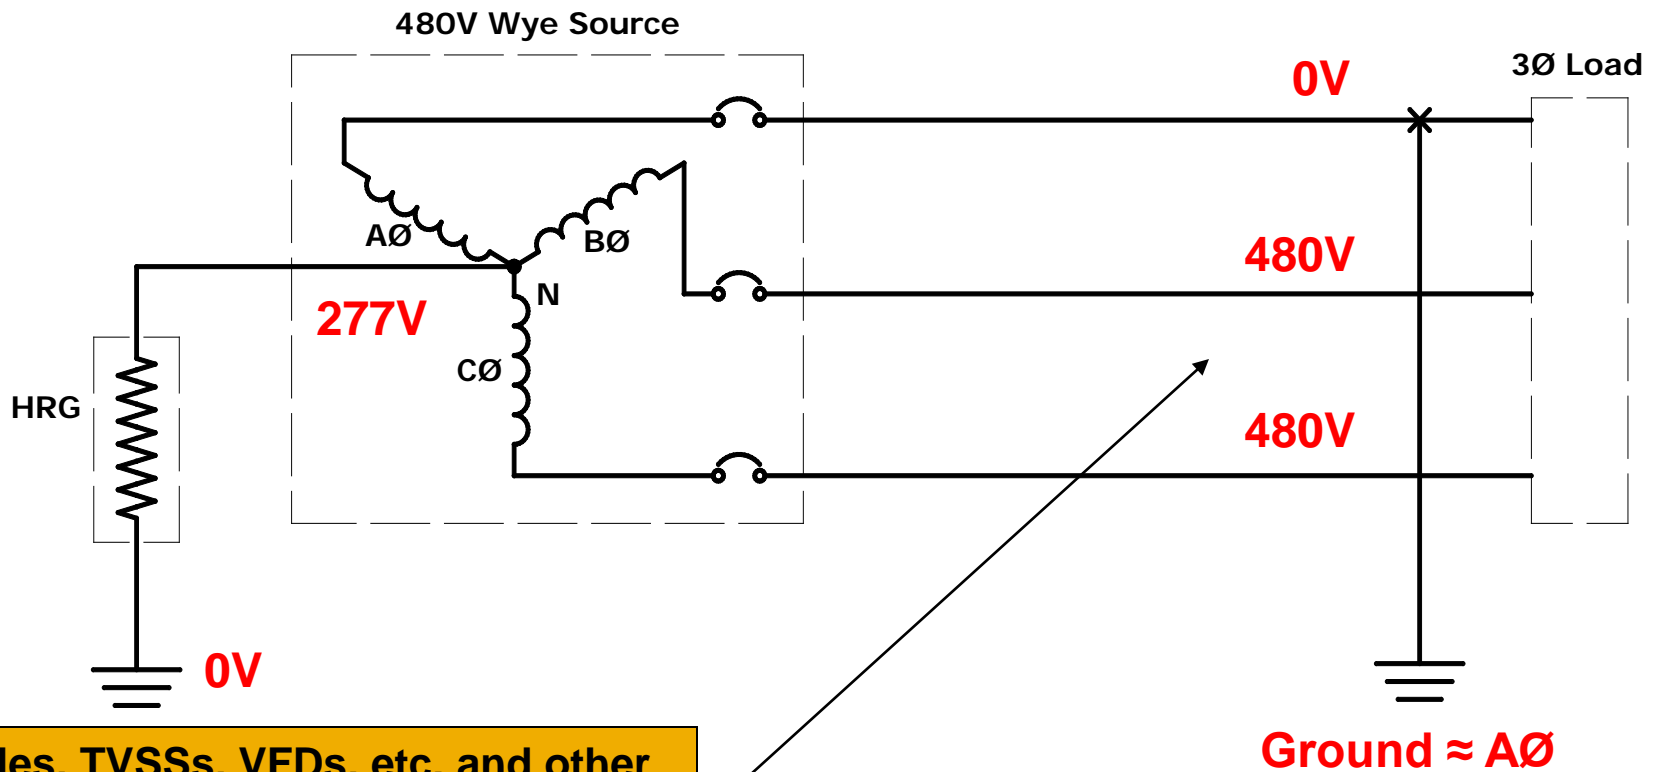 480V Wye Source
0V
3Ø Load
AØ
BØ
480V
N
277V
CØ
HRG
480V
0V
TVSSs, VFDs, etc. and other
Ground ≈ AØ